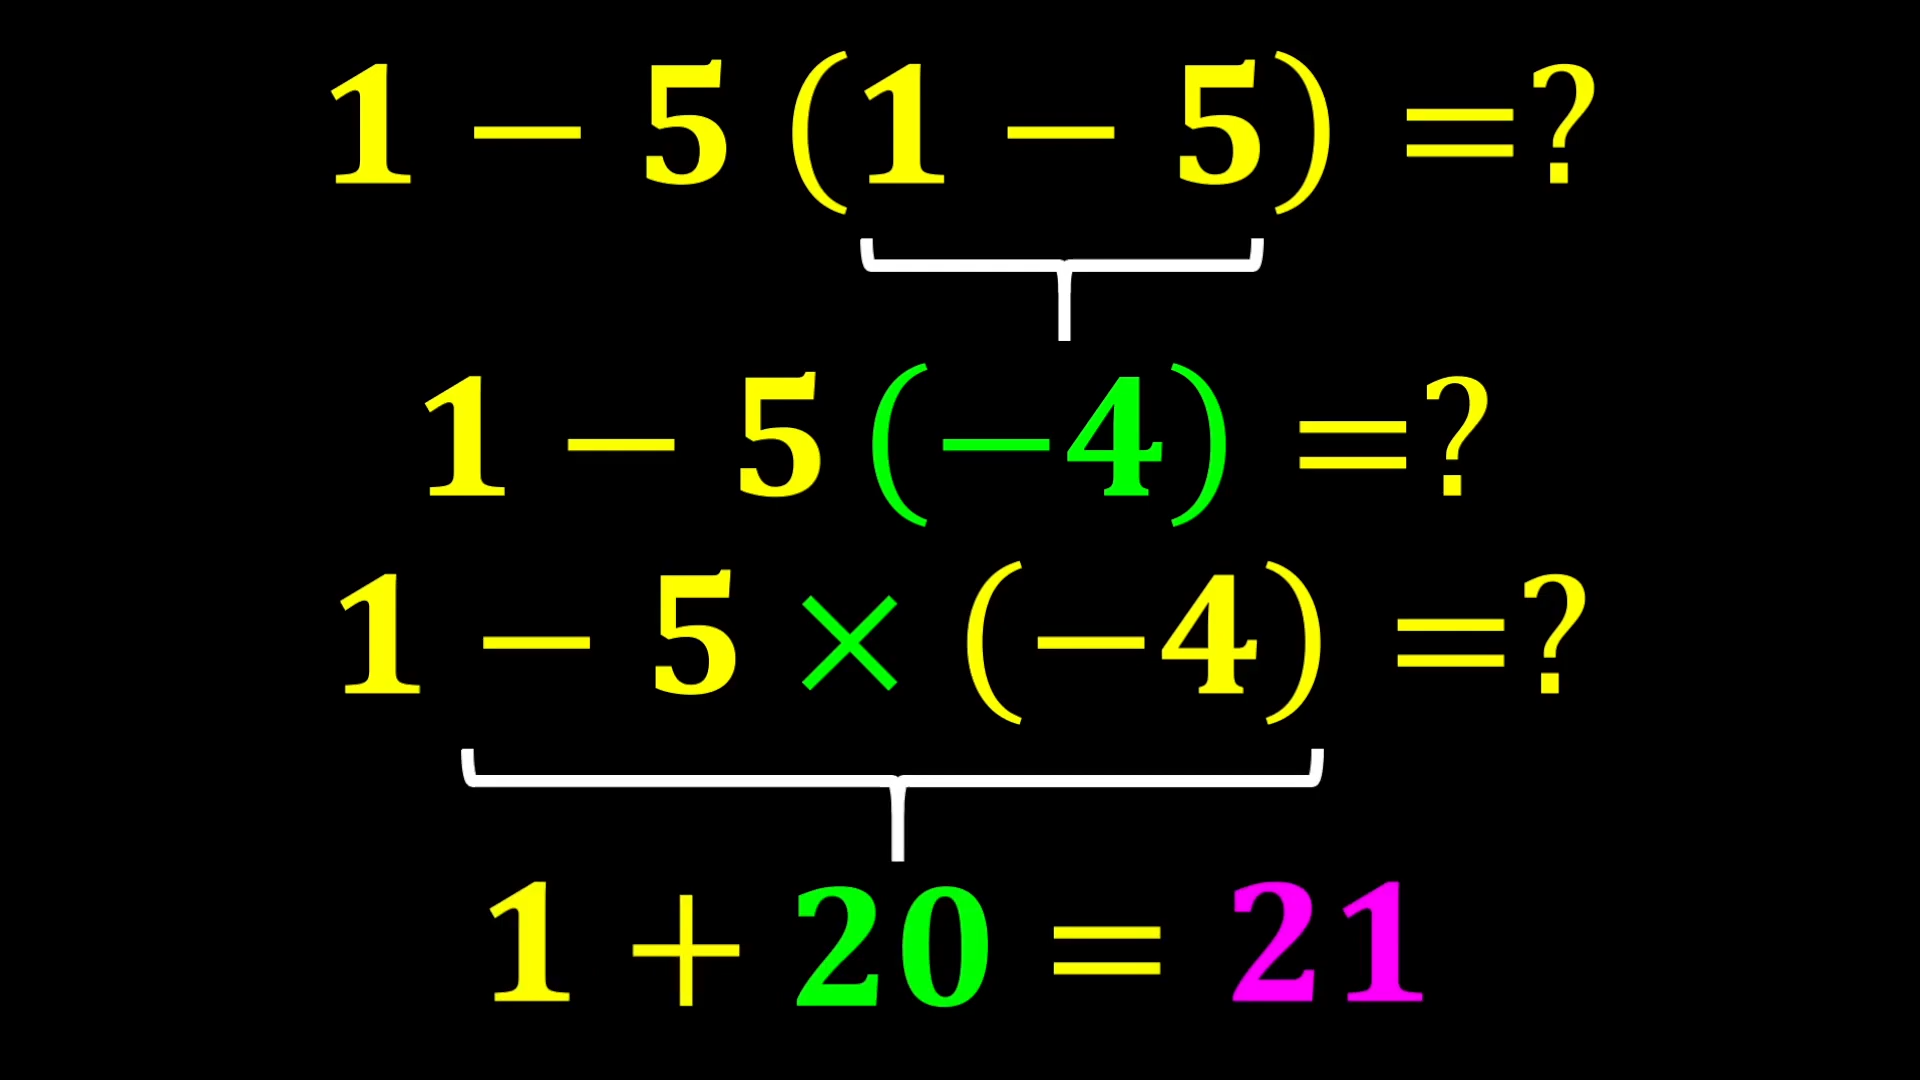 1 − 5 (1 − 5) =?
1 − 5 (−4) =?
1 − 5 × (−4) =?
1 + 20 = 21